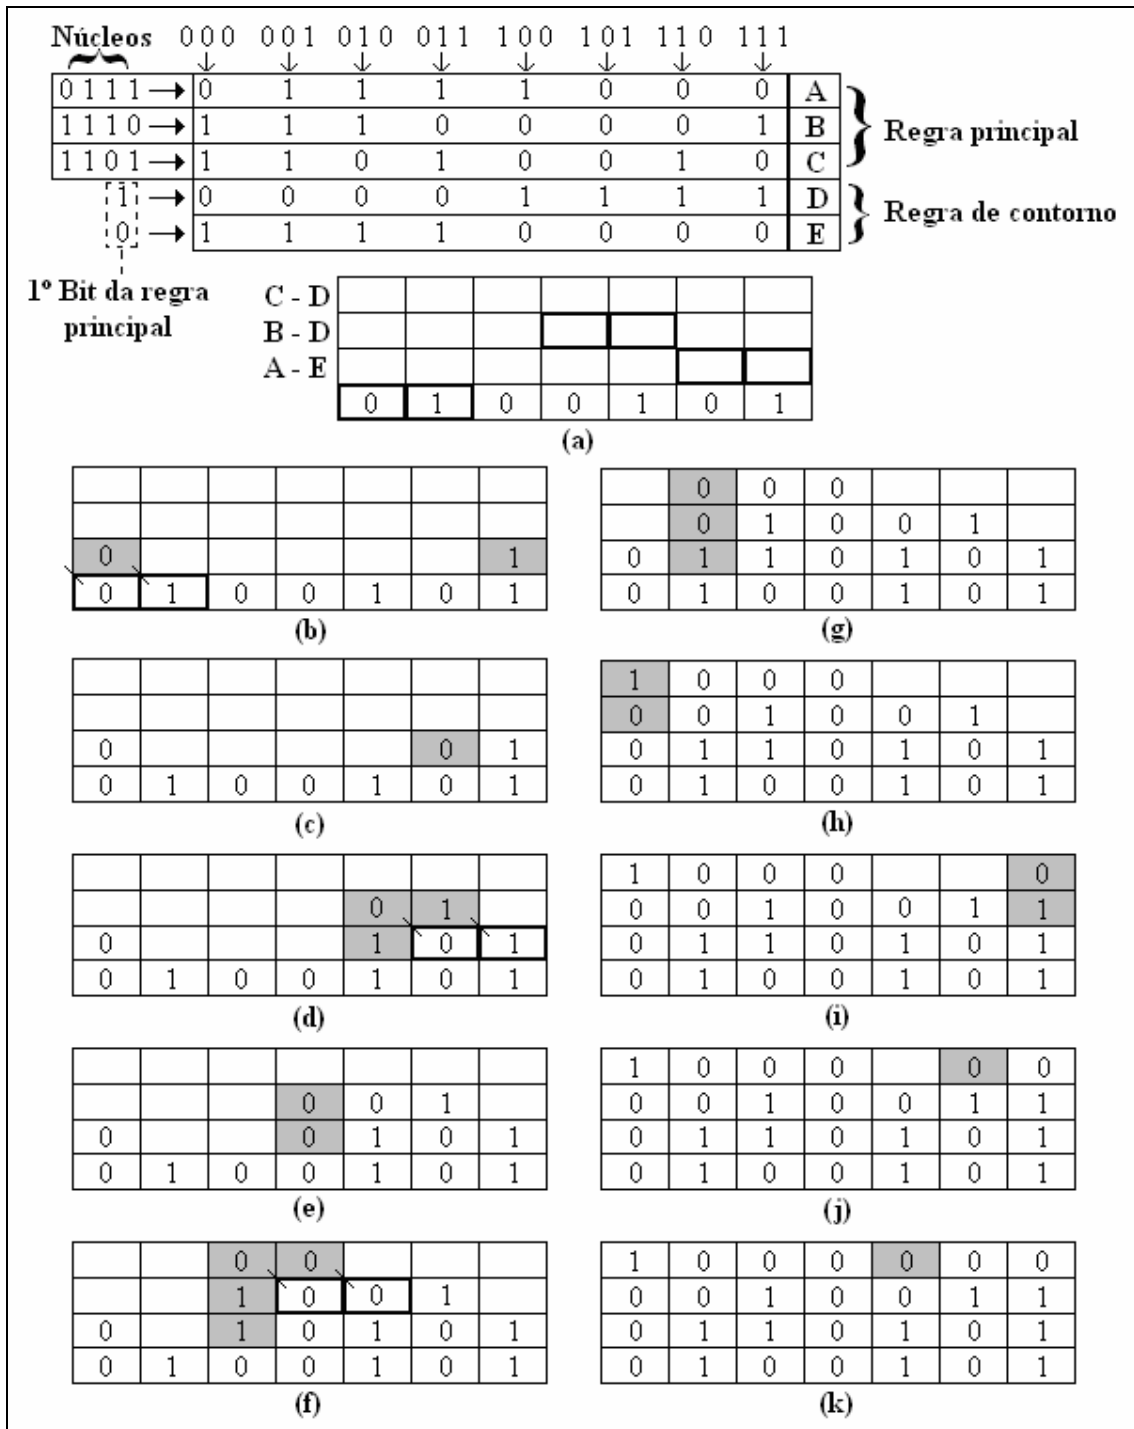 Núcleos 000 001 010 011 100 101 110 111
0111 0 1 1 1 1 0 0 0 A
1110 1 1 1 0 0 0 0 1 B Regra principal
1101 1 1 0 1 0 0 1 0 C
1 0 0 0 0 1 1 1 1 D
0 1 1 1 1 0 0 0 0 E Regra de contorno
1º Bit da regra
principal
C - D
B - D
A - E
0 1 0 0 1 0 1
(a)
0 1
0 1 0 0 1 0 1
(b)
0 0 1
0 1 0 0 1 0 1
(c)
0 1
0 1 0 1
0 1 0 0 1 0 1
(d)
0 0 1
0 0 1 0 1
0 1 0 0 1 0 1
(e)
0 0
1 0 0 1
0 1 0 1 0 1
0 1 0 0 1 0 1
(f)
0 0 0
0 1 0 0 1
0 1 1 0 1 0 1
0 1 0 0 1 0 1
(g)
1 0 0 0
0 0 1 0 0 1
0 1 1 0 1 0 1
0 1 0 0 1 0 1
(h)
1 0 0 0 0
0 0 1 0 0 1 1
0 1 1 0 1 0 1
0 1 0 0 1 0 1
(i)
1 0 0 0 0 0
0 0 1 0 0 1 1
0 1 1 0 1 0 1
0 1 0 0 1 0 1
(j)
1 0 0 0 0 0 0
0 0 1 0 0 1 1
0 1 1 0 1 0 1
0 1 0 0 1 0 1
(k)